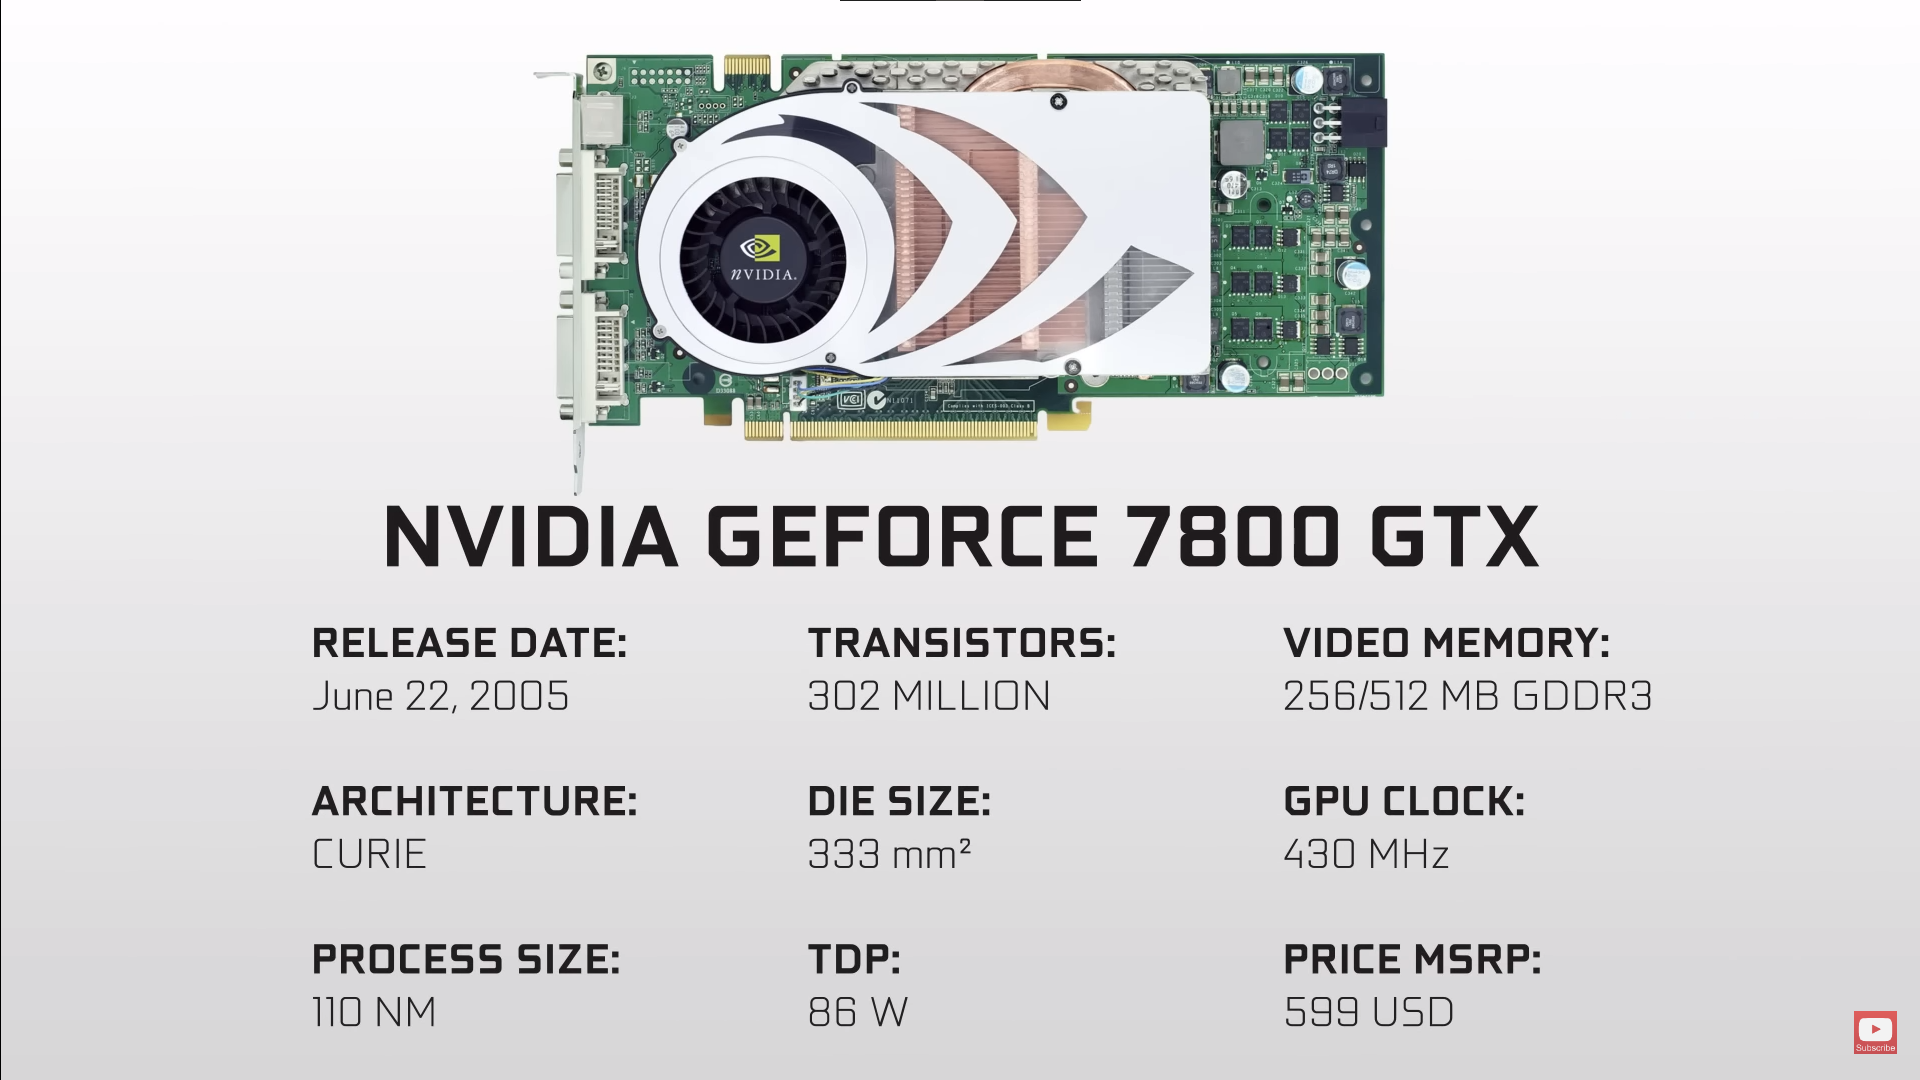 nVIDIA.
VCI
N11071
NVIDIA GEFORCE 7800 GTX
RELEASE DATE:
June 22, 2005
TRANSISTORS:
302 MILLION
VIDEO MEMORY:
256/512 MB GDDR3
ARCHITECTURE:
CURIE
DIE SIZE:
333 mm²
GPU CLOCK:
430 MHz
PROCESS SIZE:
110 NM
TDP:
86 W
PRICE MSRP:
599 USD
Subscribe